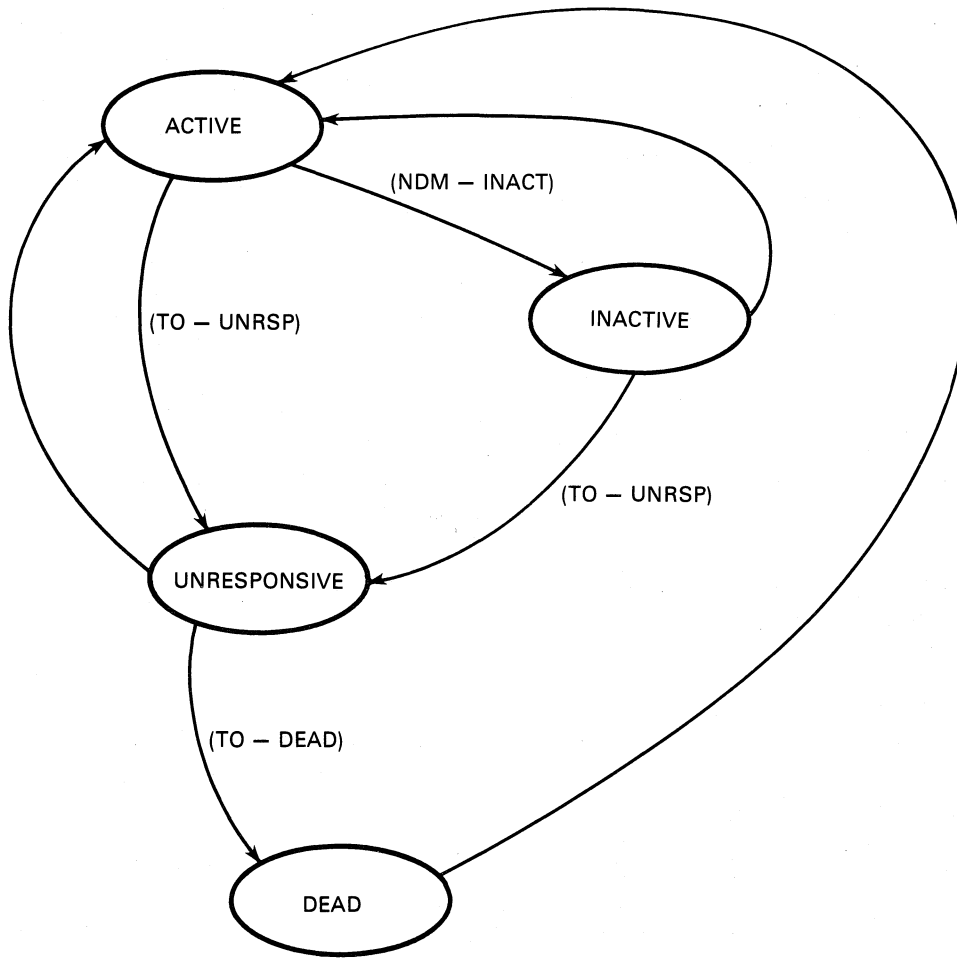 ACTIVE
(NDM — INACT)
INACTIVE
(TO — UNRSP)
(TO — UNRSP)
UNRESPONSIVE
(TO — DEAD)
DEAD